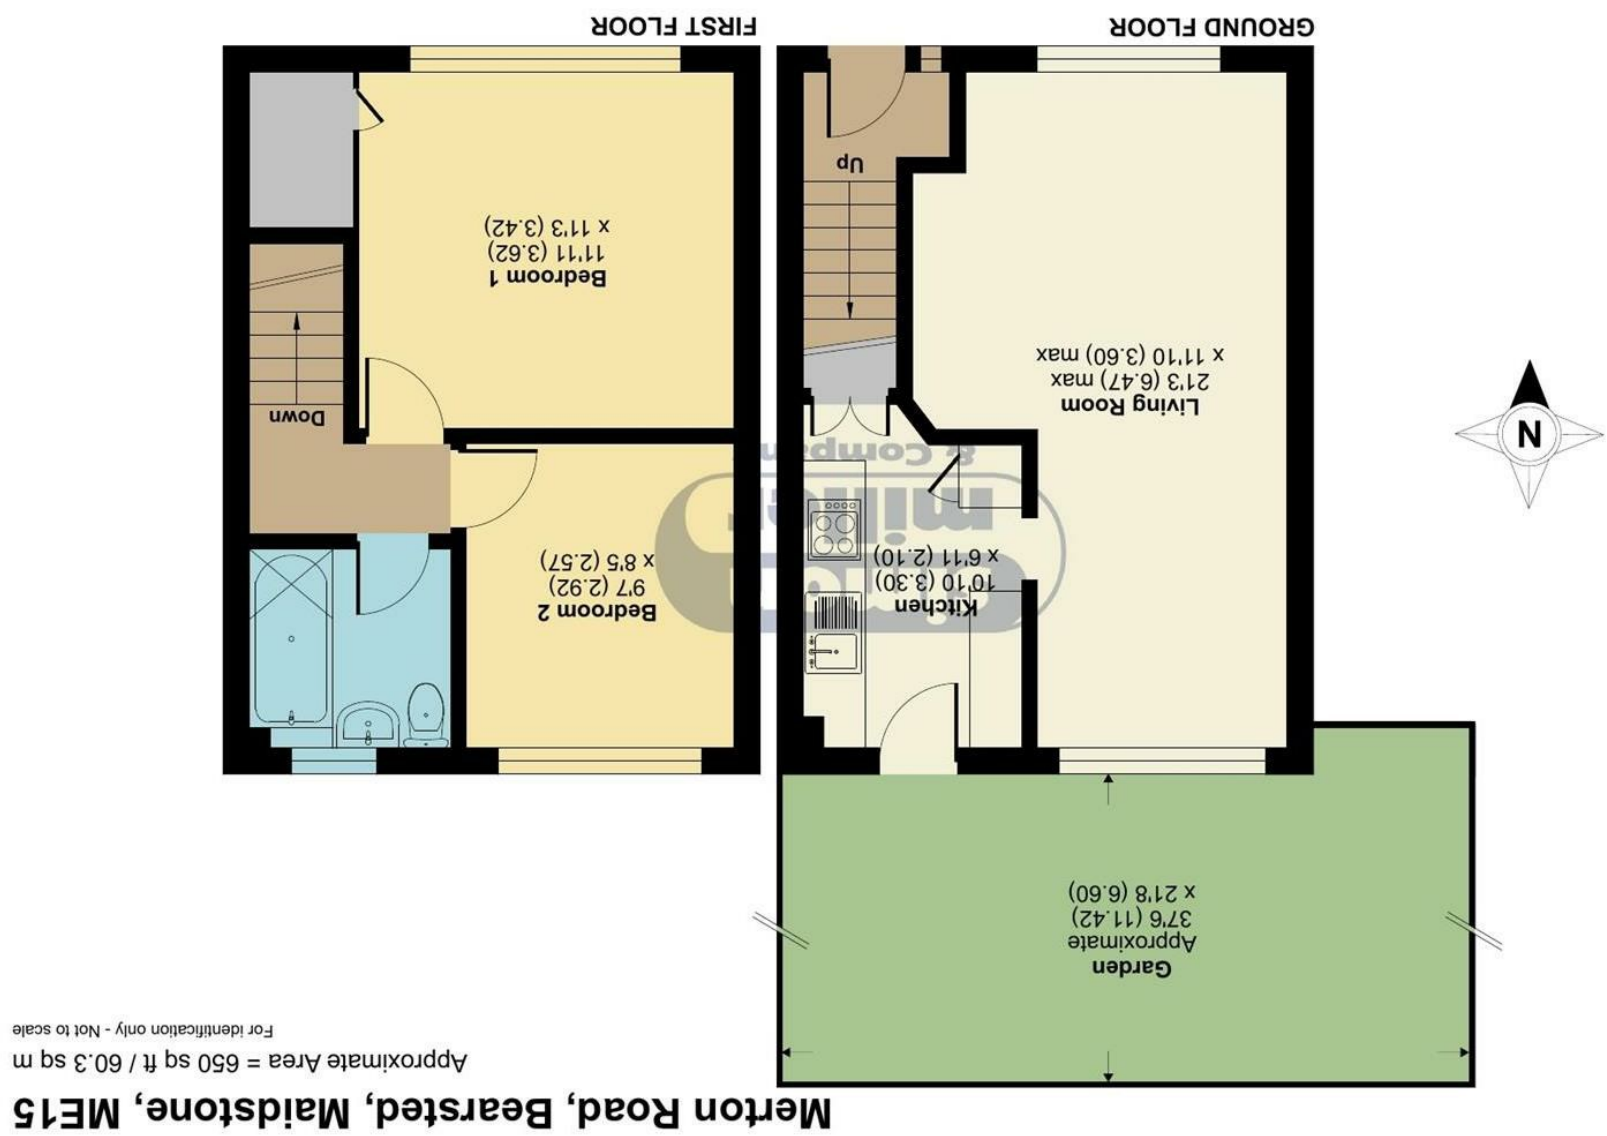 Merton Road, Bearsted, Maidstone, ME15
Approximate Area = 650 sq ft / 60.3 sq m
For identification only - Not to scale
Garden
Approximate
37'6 (11.42)
x 21'8 (6.60)
N
Living Room
21'3 (6.47) max
x 11'10 (3.60) max
Kitchen
10'10 (3.30)
x 6'11 (2.10)
Up
GROUND FLOOR
Bedroom 2
9'7 (2.92)
x 8'5 (2.57)
Down
Bedroom 1
11'11 (3.62)
x 11'3 (3.42)
FIRST FLOOR
miller